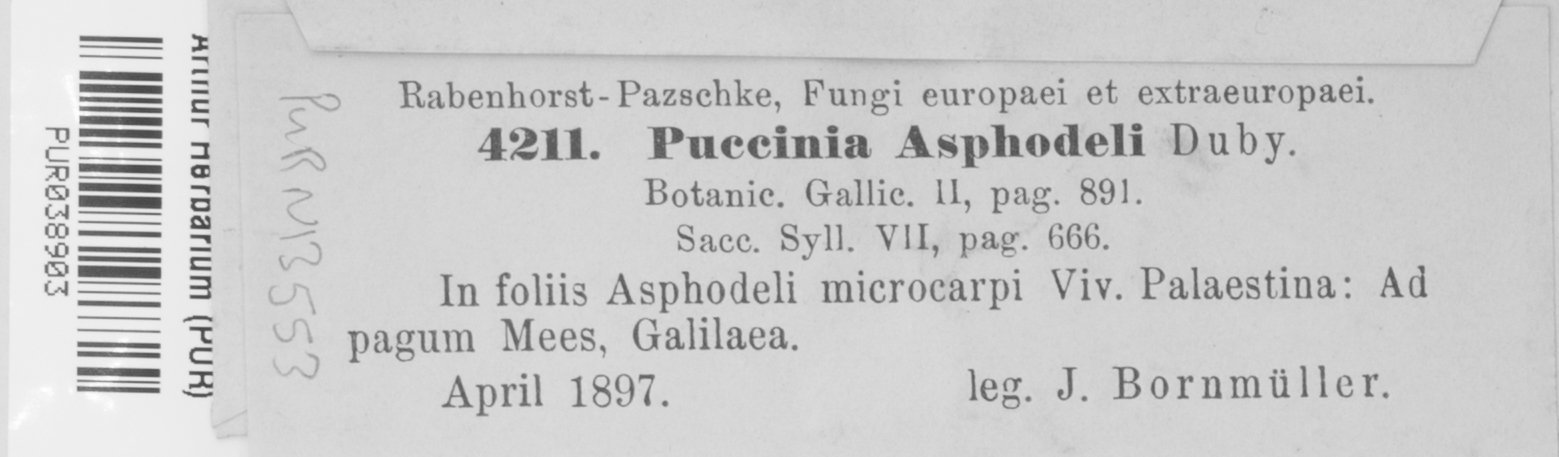 Rabenhorst-Pazschke, Fungi europaei et extraeuropaei.
4211. Puccinia Asphodeli Duby.
Botanic. Gallic. II, pag. 891.
Sacc. Syll. VII, pag. 666.
In foliis Asphodeli microcarpi Viv. Palaestina: Ad
pagum Mees, Galilaea.
April 1897.
leg. J. Bornmüller.
PUR N13553
Arthur Herbarium (PUR)
PUR038903